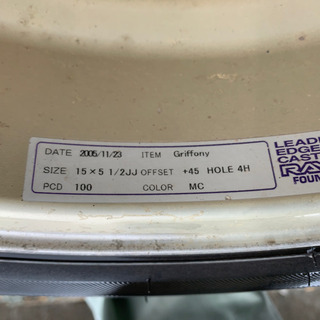 DATE 2005/11/23 ITEM Griffony
SIZE 15×5 1/2JJ OFFSET +45 HOLE 4H
PCD 100 COLOR MC
LEAD
EDGE
CAST
RAY
FOUN